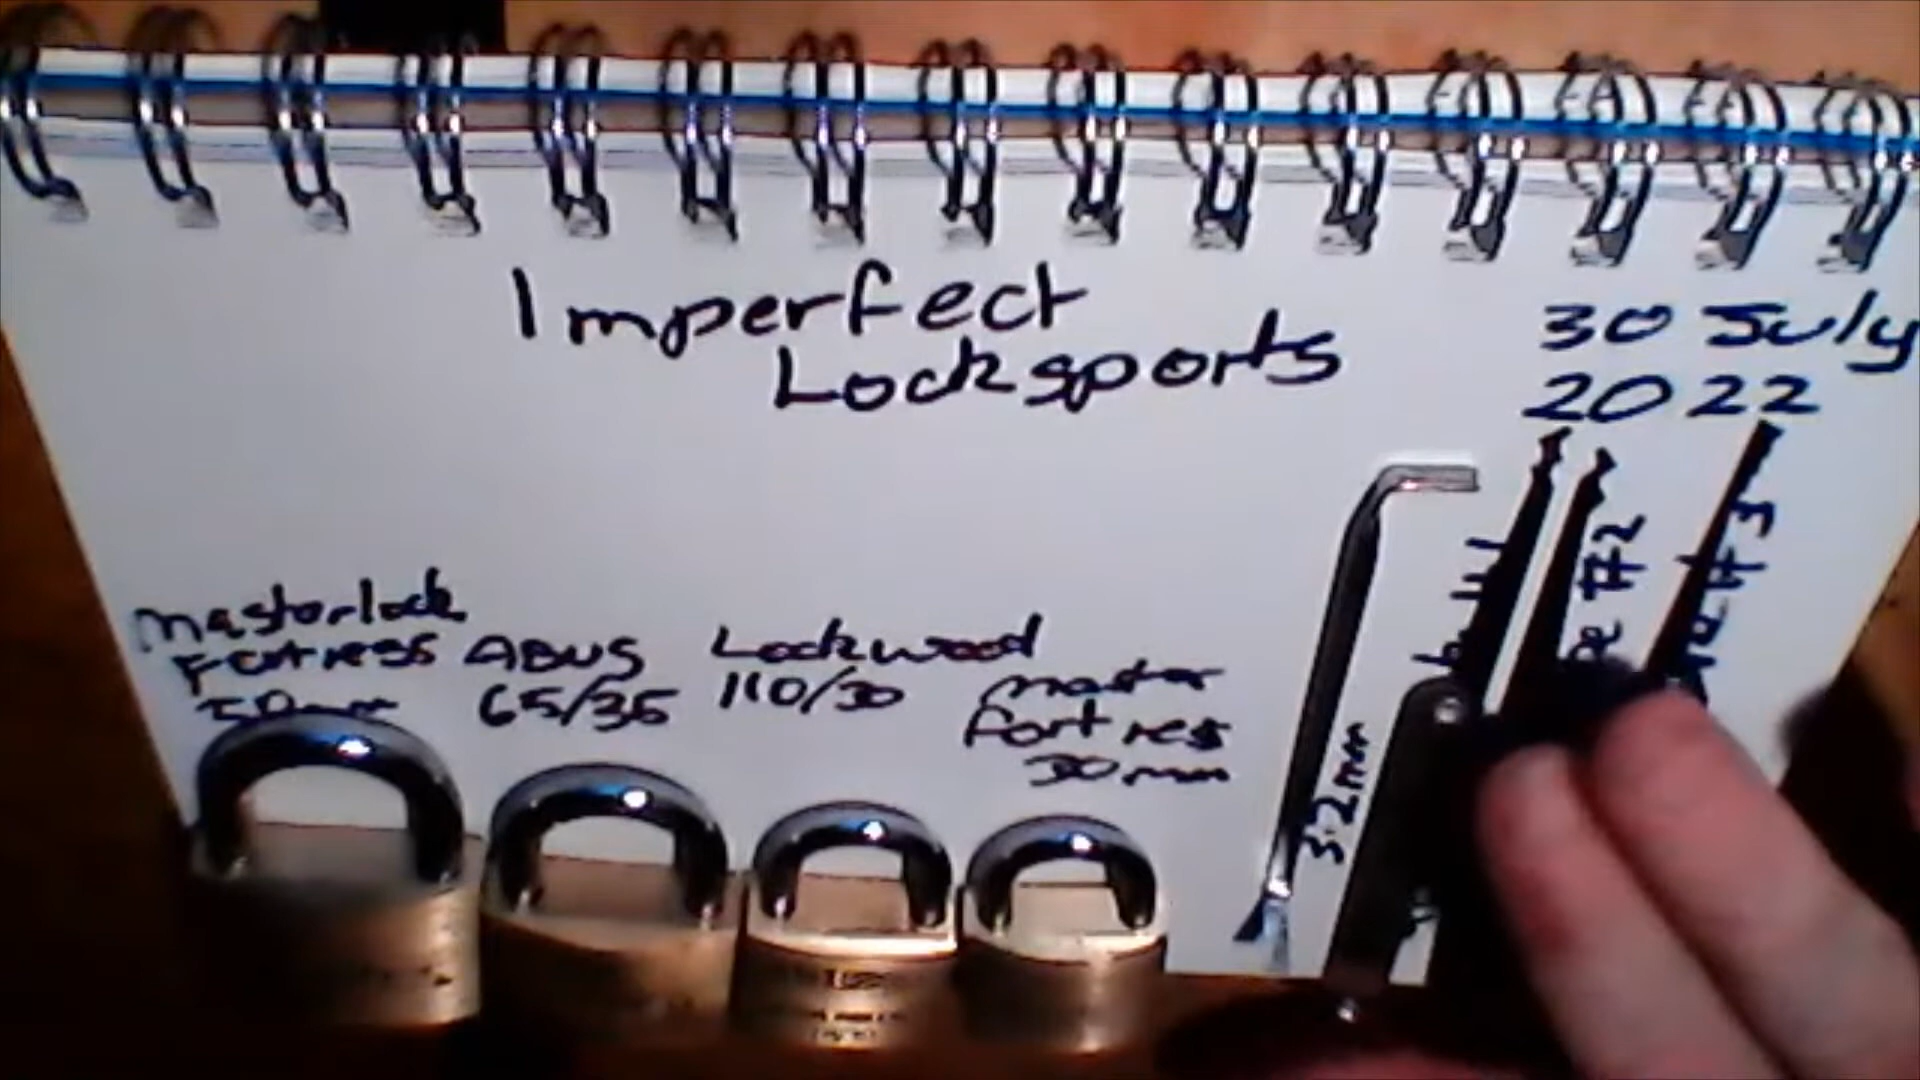 Imperfect
Locksports
30 July
2022
Masterlock
Fortress
50mm
ABUS
65/35
Lockwood
110/30
Master
Fortress
30mm
3.2mm
#2
#3